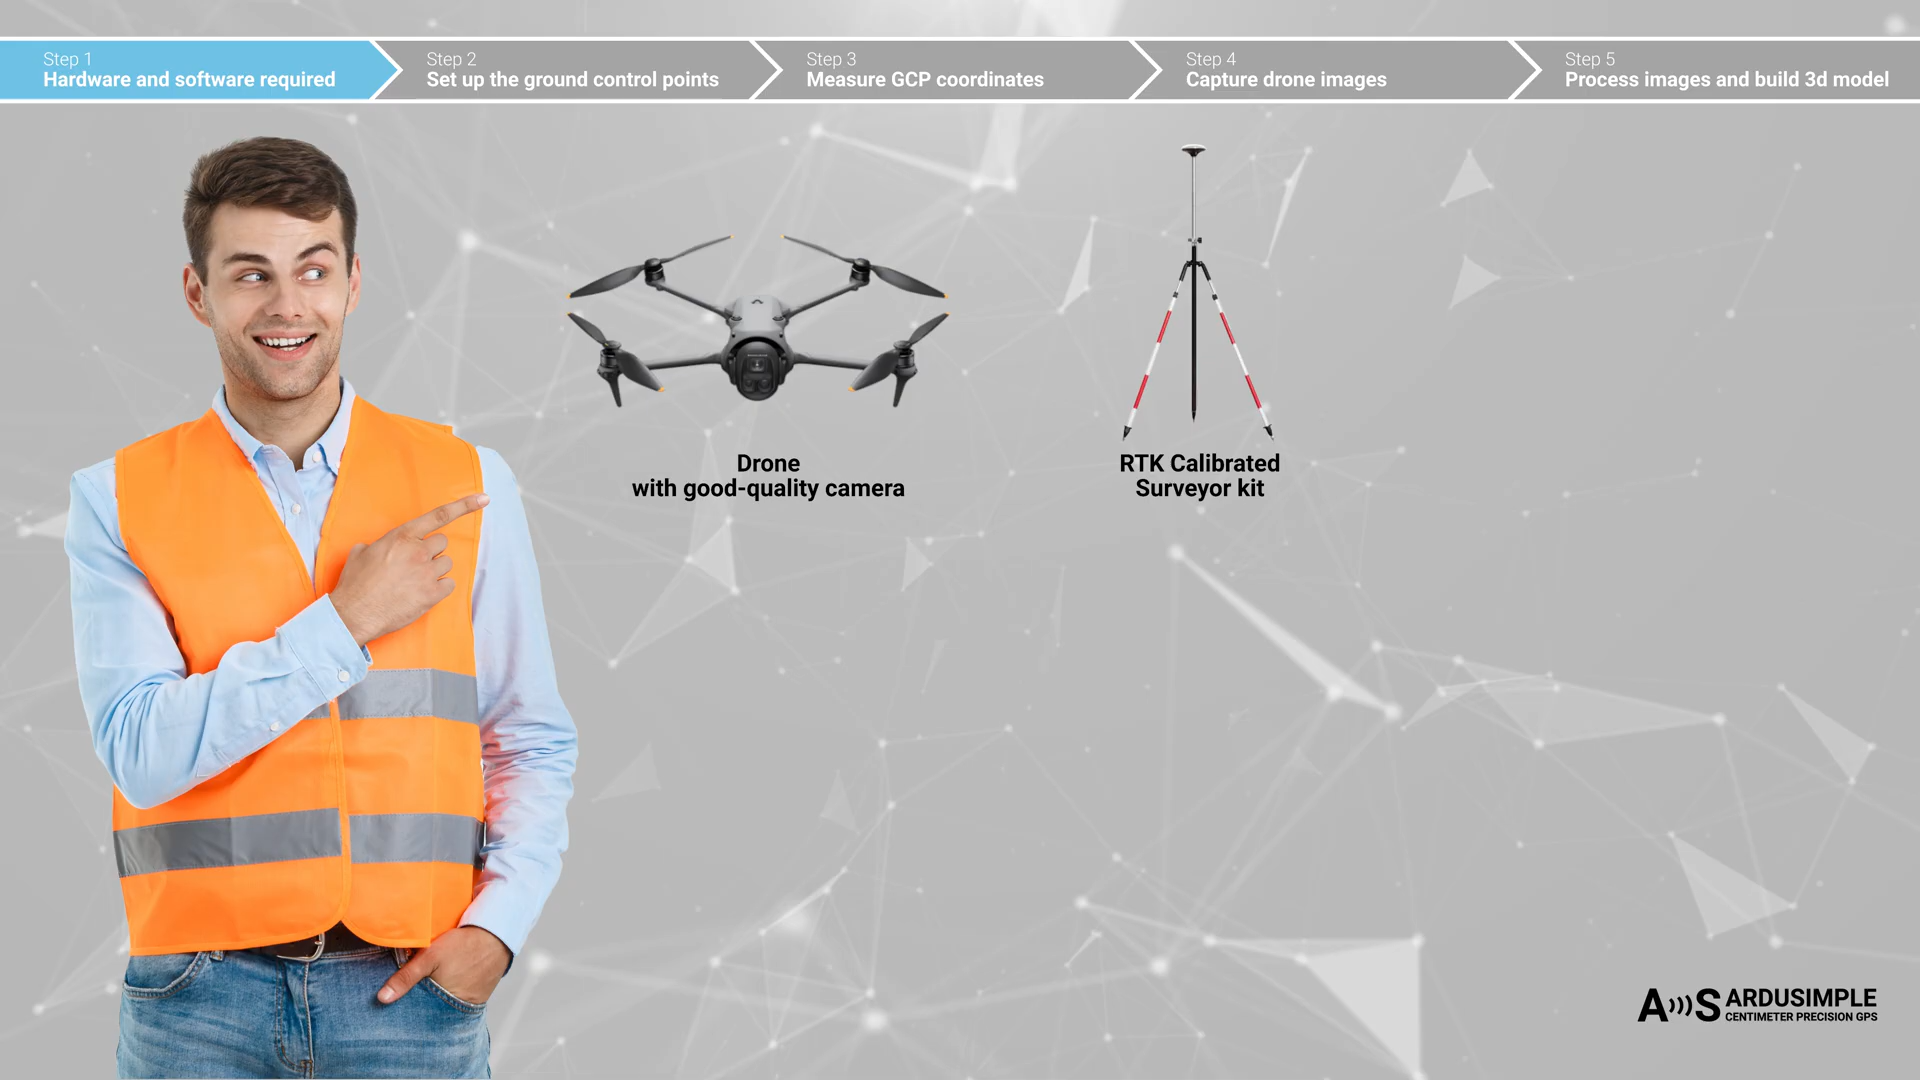 Step 1
Hardware and software required
Step 2
Set up the ground control points
Step 3
Measure GCP coordinates
Step 4
Capture drone images
Step 5
Process images and build 3d model
Drone
with good-quality camera
RTK Calibrated
Surveyor kit
A S ARDUSIMPLE
CENTIMETER PRECISION GPS